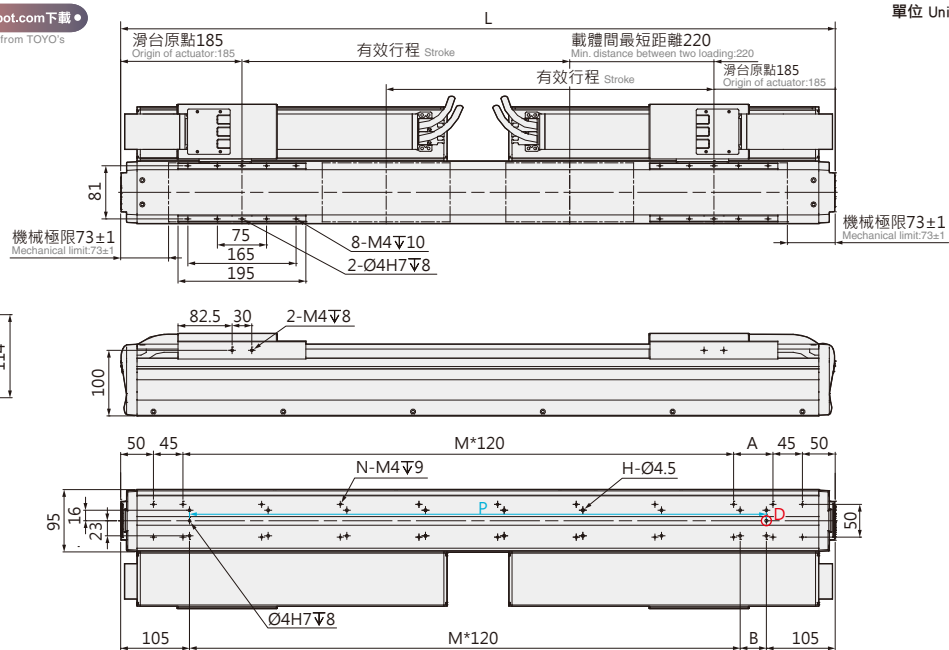 oot.com下載
from TOYO's
單位 Uni
L
滑台原點185
Origin of actuator:185
有效行程 Stroke
載體間最短距離220
Min. distance between two loading:220
有效行程 Stroke
滑台原點185
Origin of actuator:185
81
機械極限73±1
Mechanical limit:73±1
75
165
195
8-M4↧10
2-Ø4H7↧8
機械極限73±1
Mechanical limit:73±1
114
82.5
30
2-M4↧8
100
50
45
M*120
A
45
50
N-M4↧9
H-Ø4.5
95
16
23
P
D
50
Ø4H7↧8
105
M*120
B
105